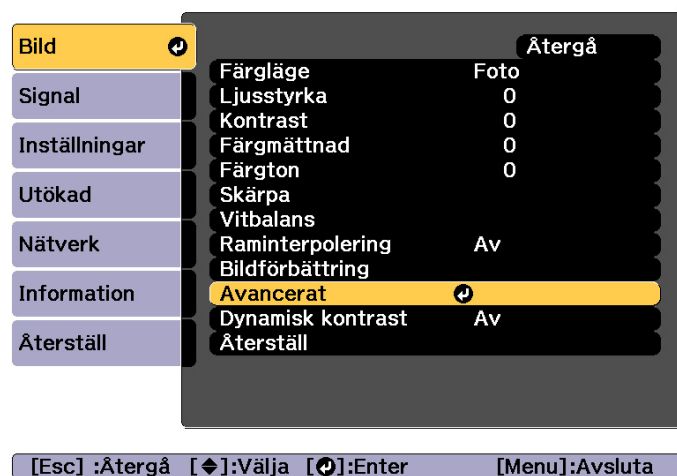 Bild
Signal
Inställningar
Utökad
Nätverk
Information
Återställ
Återgå
Färgläge Foto
Ljusstyrka 0
Kontrast 0
Färgmättnad 0
Färgton 0
Skärpa
Vitbalans
Raminterpolering Av
Bildförbättring
Avancerat
Dynamisk kontrast Av
Återställ
[Esc] :Återgå [◆]:Välja [↵]:Enter [Menu]:Avsluta